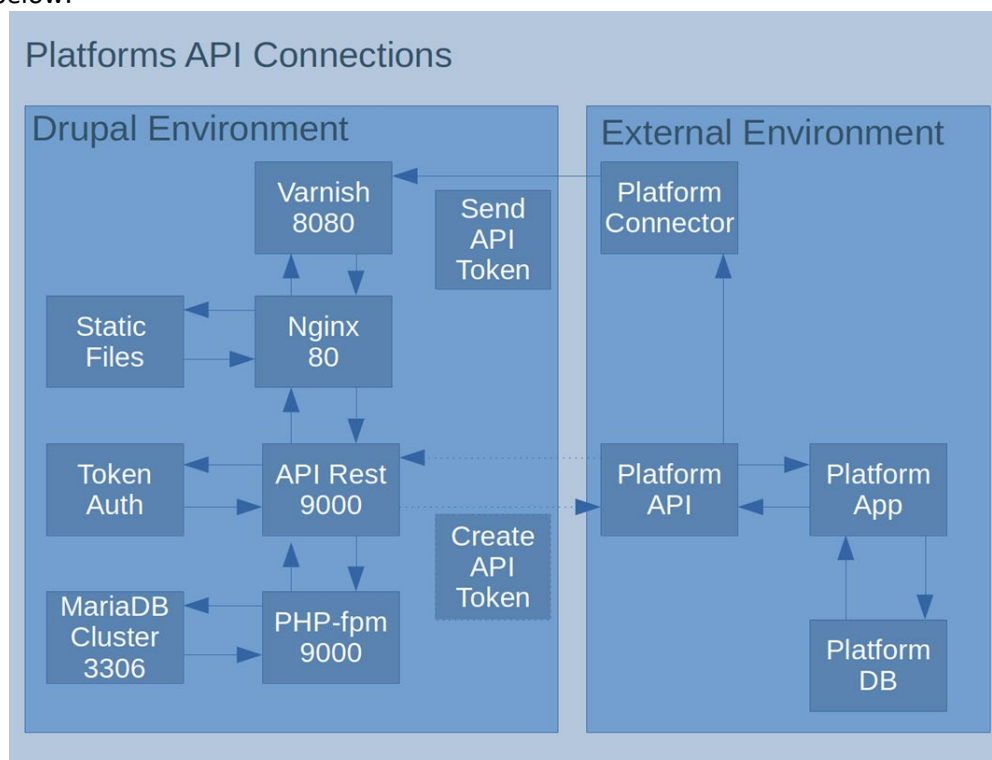 below:
Platforms API Connections
Drupal Environment
External Environment
Varnish
8080
Send
API
Token
Platform
Connector
Static
Files
Nginx
80
Token
Auth
API Rest
9000
Platform
API
Platform
App
Create
API
Token
MariaDB
Cluster
3306
PHP-fpm
9000
Platform
DB